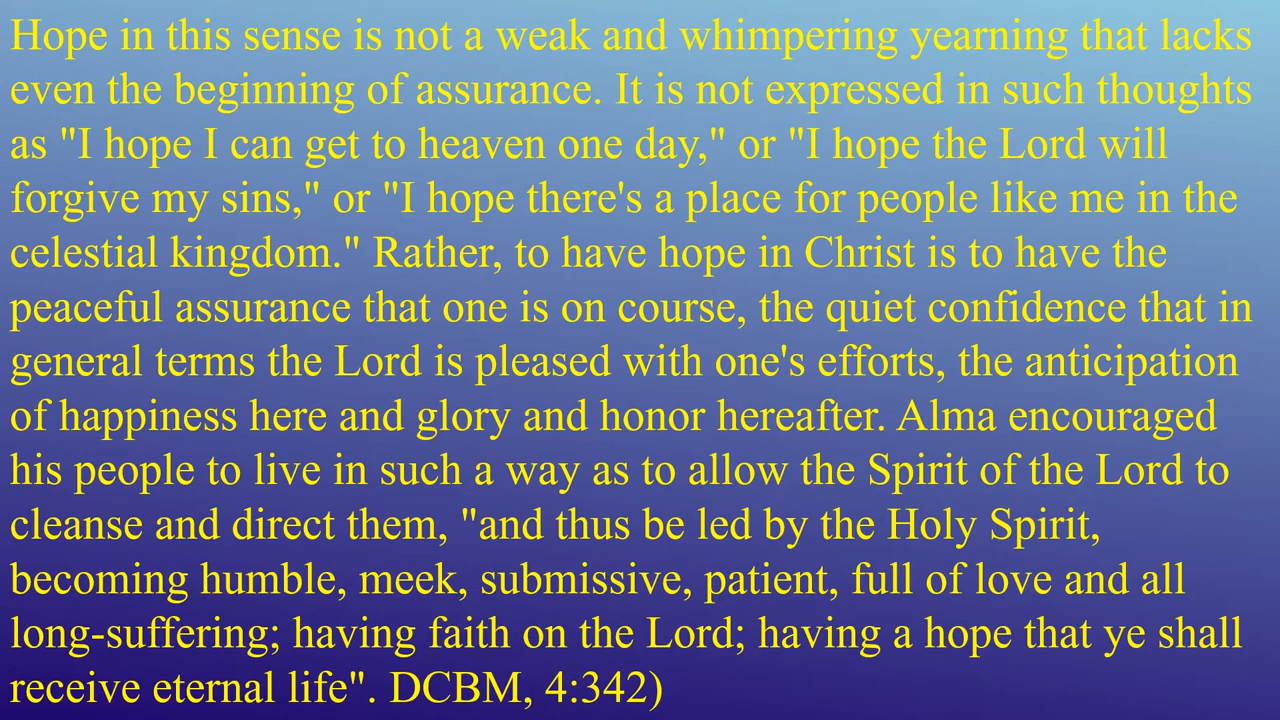 Hope in this sense is not a weak and whimpering yearning that lacks
even the beginning of assurance. It is not expressed in such thoughts
as "I hope I can get to heaven one day," or "I hope the Lord will
forgive my sins," or "I hope there's a place for people like me in the
celestial kingdom." Rather, to have hope in Christ is to have the
peaceful assurance that one is on course, the quiet confidence that in
general terms the Lord is pleased with one's efforts, the anticipation
of happiness here and glory and honor hereafter. Alma encouraged
his people to live in such a way as to allow the Spirit of the Lord to
cleanse and direct them, "and thus be led by the Holy Spirit,
becoming humble, meek, submissive, patient, full of love and all
long-suffering; having faith on the Lord; having a hope that ye shall
receive eternal life". DCBM, 4:342)